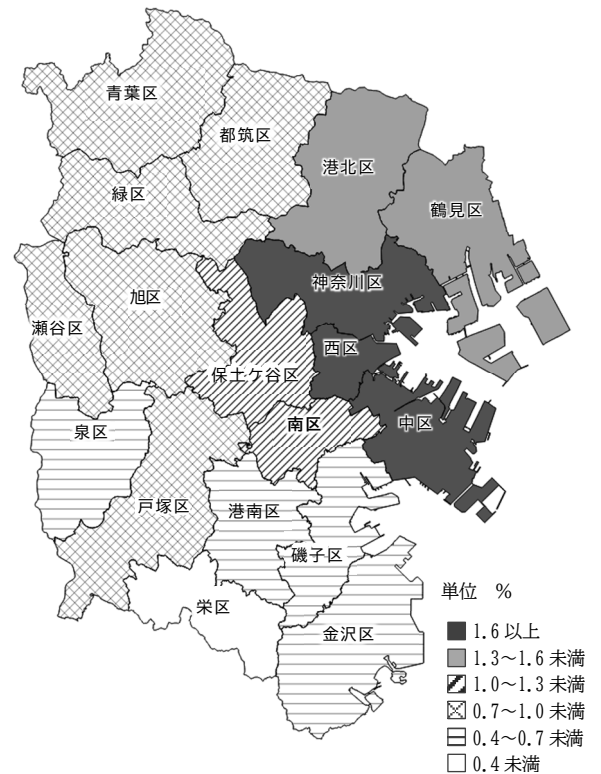 青葉区
都筑区
港北区
緑区
鶴見区
神奈川区
旭区
瀬谷区
西区
保土ケ谷区
南区
中区
泉区
戸塚区
港南区
磯子区
栄区
金沢区
単位 %
1.6以上
1.3～1.6未満
1.0～1.3未満
0.7～1.0未満
0.4～0.7未満
0.4未満